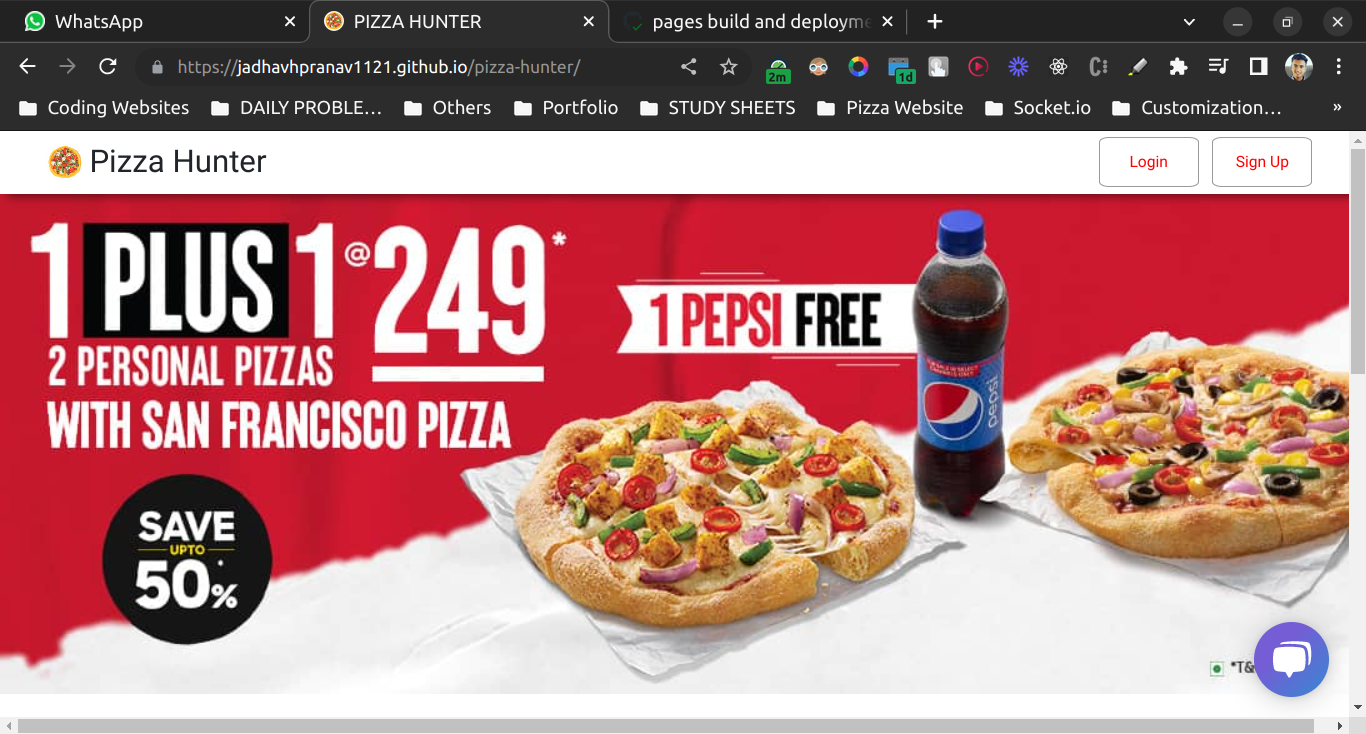 WhatsApp
PIZZA HUNTER
pages build and deployme
https://jadhavhpranav1121.github.io/pizza-hunter/
2m
1d
Coding Websites
DAILY PROBLE…
Others
Portfolio
STUDY SHEETS
Pizza Website
Socket.io
Customization…
»
Pizza Hunter
Login
Sign Up
1 PLUS 1 @ 249*
2 PERSONAL PIZZAS
WITH SAN FRANCISCO PIZZA
1 PEPSI FREE
pepsi
SAVE
UPTO
50*%
*T&